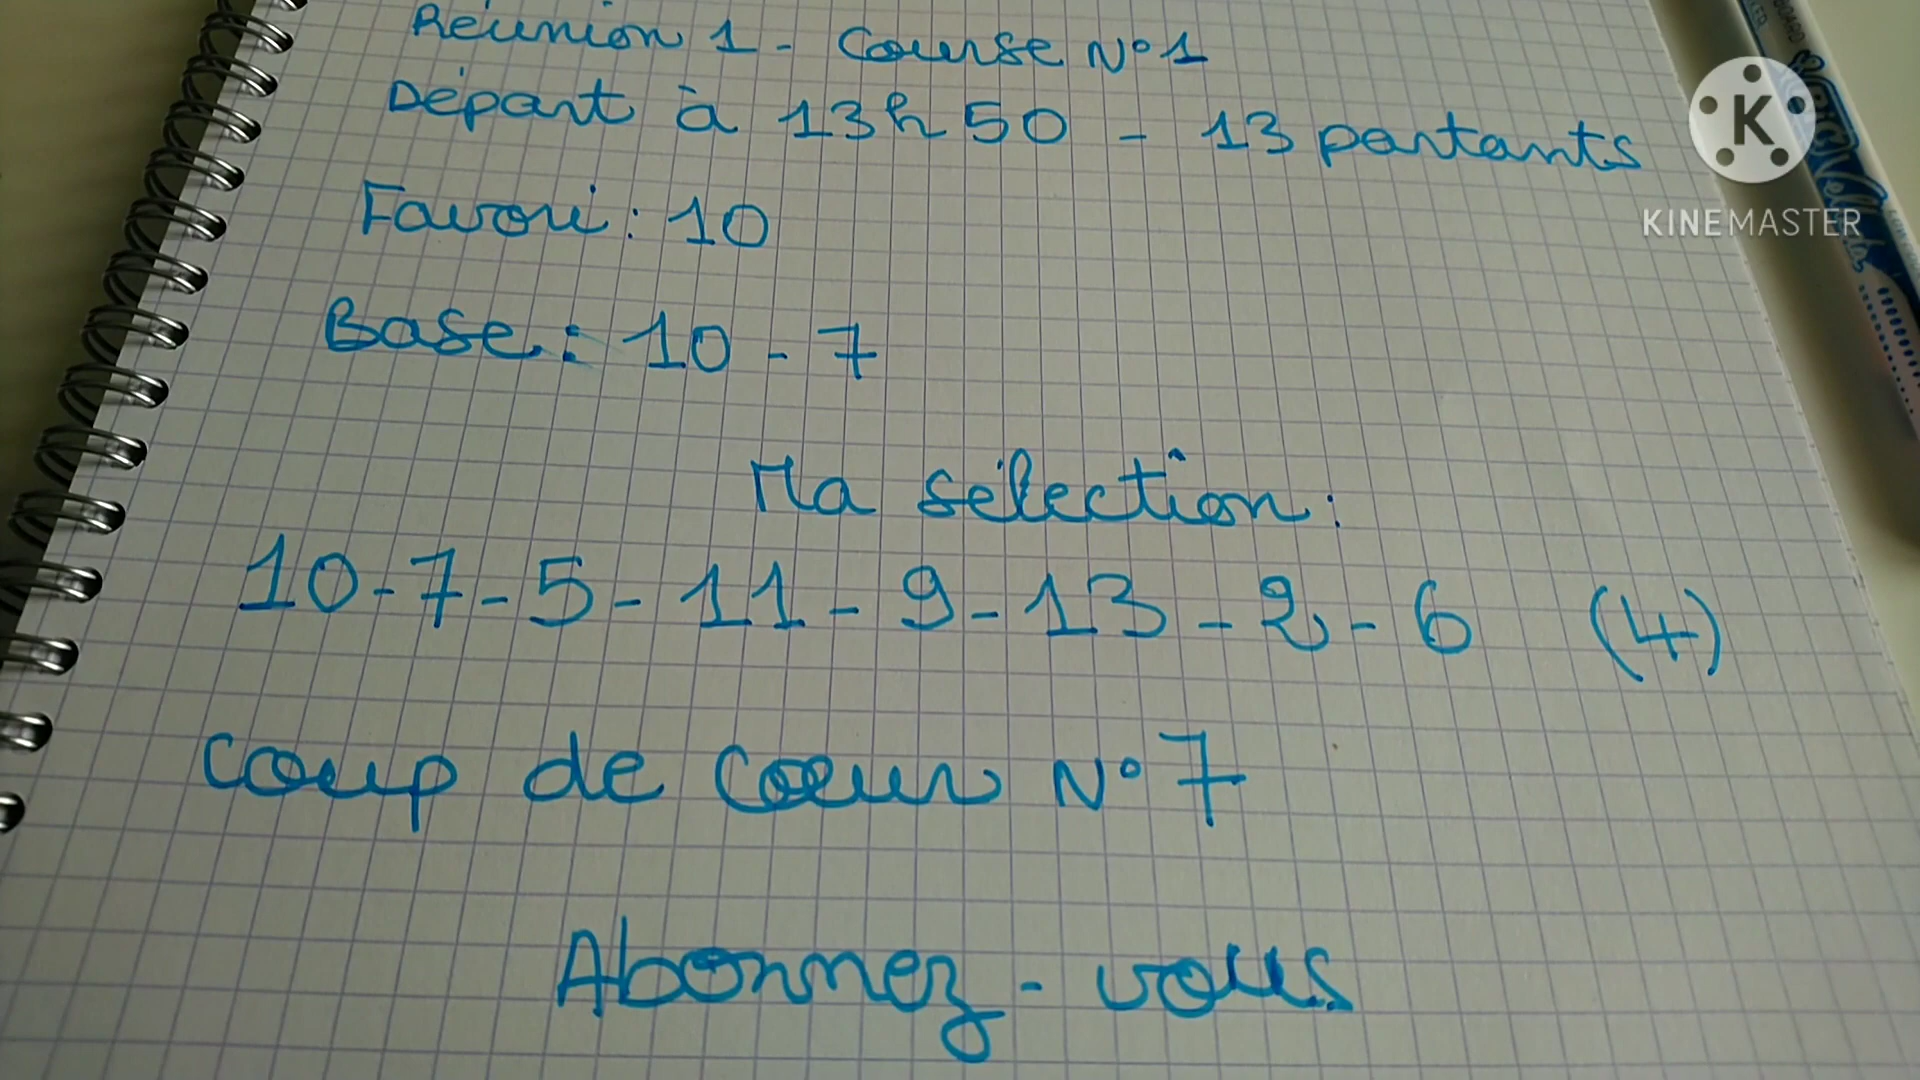 Réunion 1 - Course N°1
Départ à 13h50 - 13 partants
Favori : 10
Base : 10 - 7
Ma sélection :
10 - 7 - 5 - 11 - 9 - 13 - 2 - 6 (4)
Coup de cœur N°7
Abonnez-vous
K
KINEMASTER